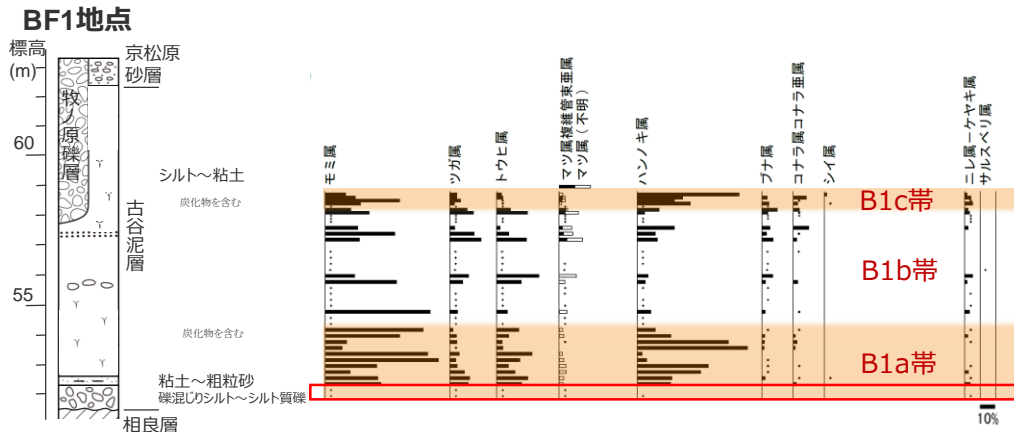 BF1地点
標高
(m)
京松原
砂層
牧ノ原礫層
60
シルト～粘土
炭化物を含む
古谷泥層
55
炭化物を含む
粘土～粗粒砂
礫混じりシルト～シルト質礫
相良層
モミ属
ツガ属
トウヒ属
マツ属複維管束亜属
マツ属(不明)
ハンノキ属
ブナ属
コナラ属コナラ亜属
シイ属
ニレ属－ケヤキ属
サルスベリ属
B1c帯
B1b帯
B1a帯
10%